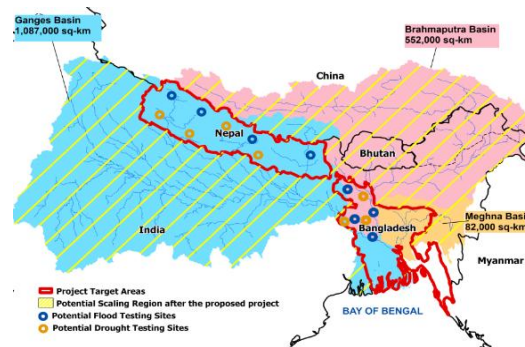 Ganges Basin
1,087,000 sq-km
Brahmaputra Basin
552,000 sq-km
China
Nepal
Bhutan
Meghna Basi
82,000 sq-km
India
Bangladesh
Myanmar
Project Target Areas
Potential Scaling Region after the proposed project
Potential Flood Testing Sites
Potential Drought Testing Sites
BAY OF BENGAL